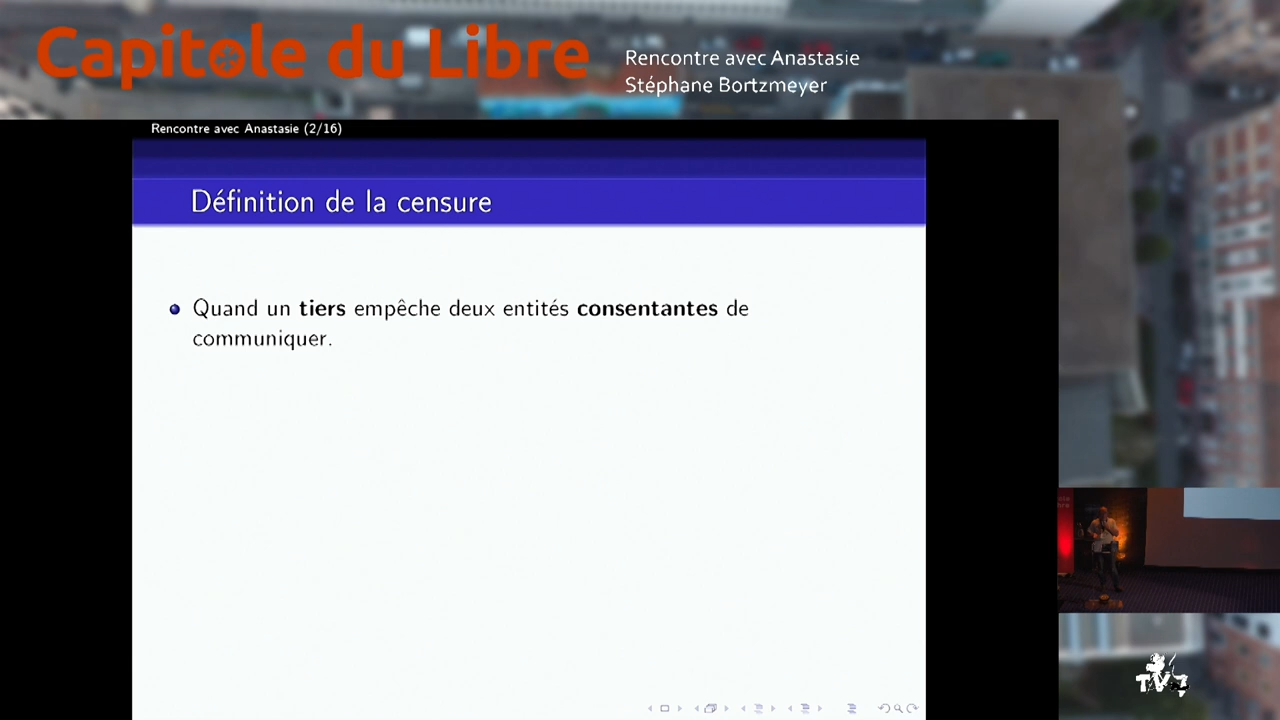 Capitole du Libre
Rencontre avec Anastasie
Stéphane Bortzmeyer
Rencontre avec Anastasie (2/16)
Définition de la censure
Quand un tiers empêche deux entités consentantes de
communiquer.